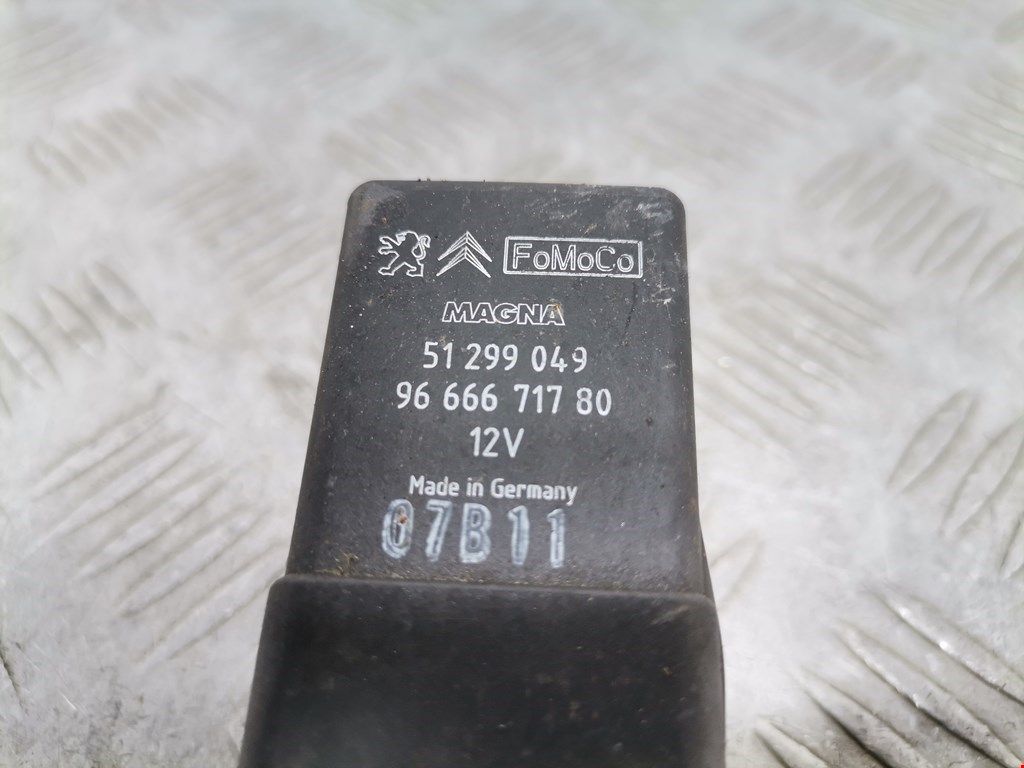 FoMoCo
MAGNA
51 299 049
96 666 717 80
12V
Made in Germany
07B11